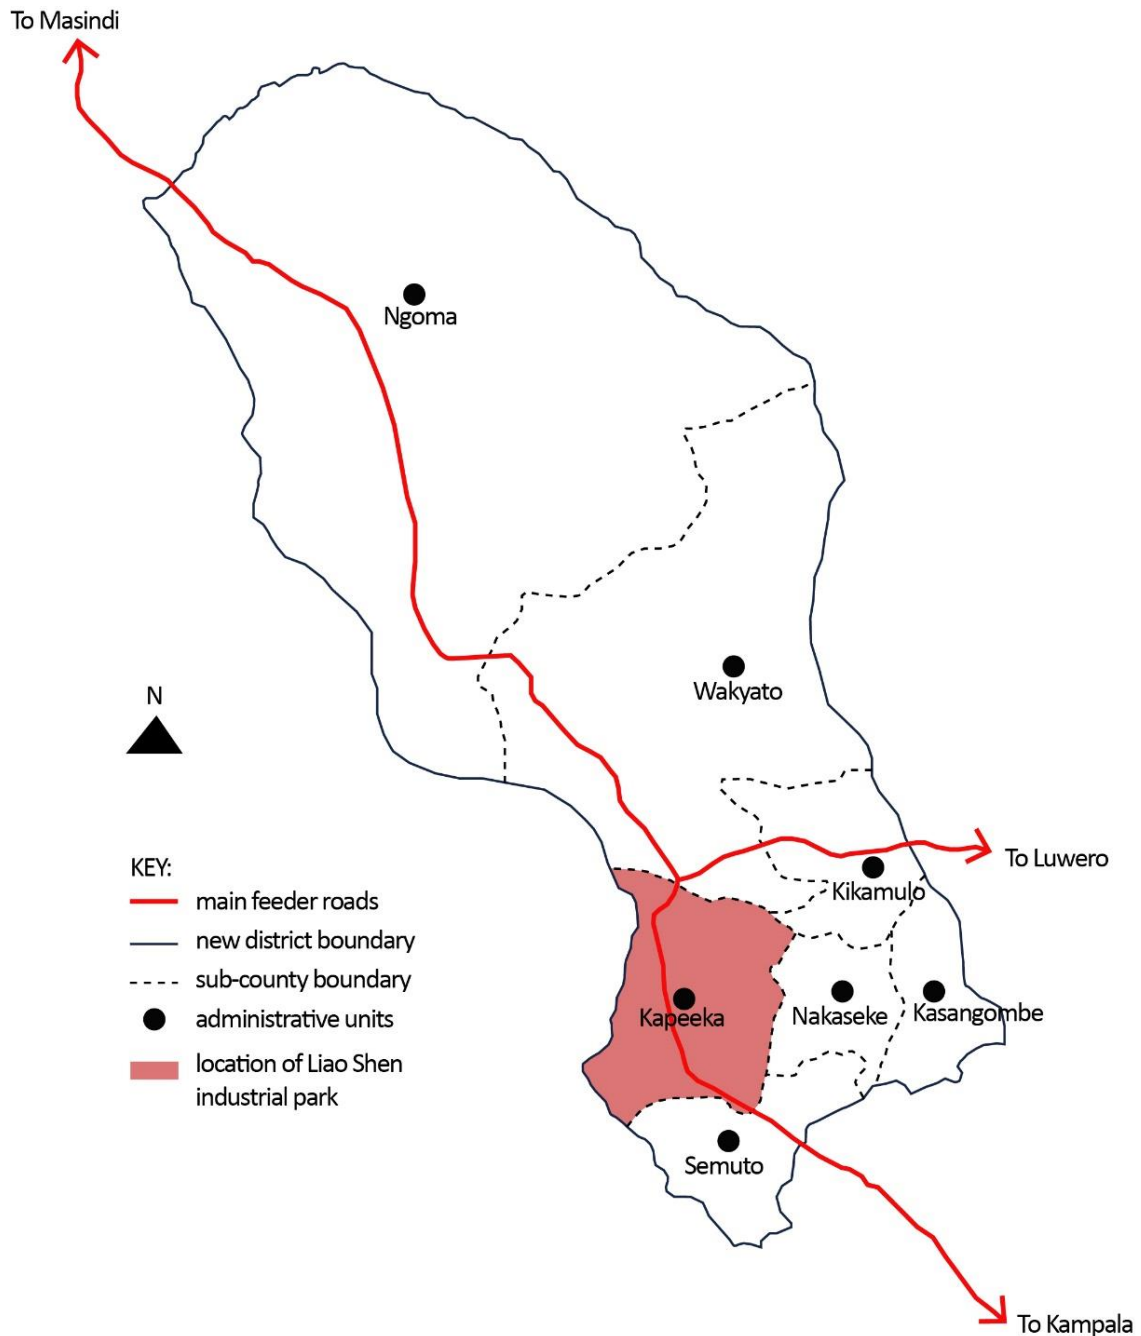 To Masindi
Ngoma
Wakyato
N
KEY:
main feeder roads
new district boundary
sub-county boundary
administrative units
location of Liao Shen
industrial park
To Luwero
Kikamulo
Kapeeka
Nakaseke
Kasangombe
Semuto
To Kampala